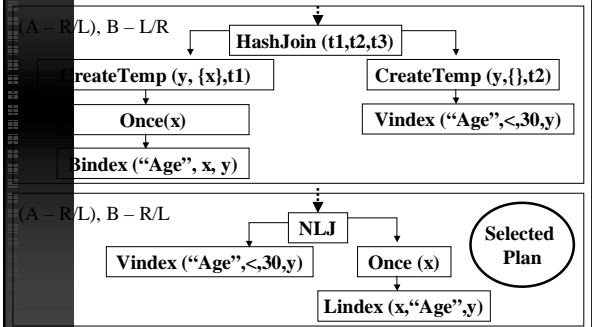 (A – R/L), B – L/R
HashJoin (t1,t2,t3)
CreateTemp (y, {x},t1)
CreateTemp (y,{},t2)
Once(x)
Vindex (“Age”,<,30,y)
Bindex (“Age”, x, y)
(A – R/L), B – R/L
NLJ
Selected
Plan
Vindex (“Age”,<,30,y)
Once (x)
Lindex (x,“Age”,y)